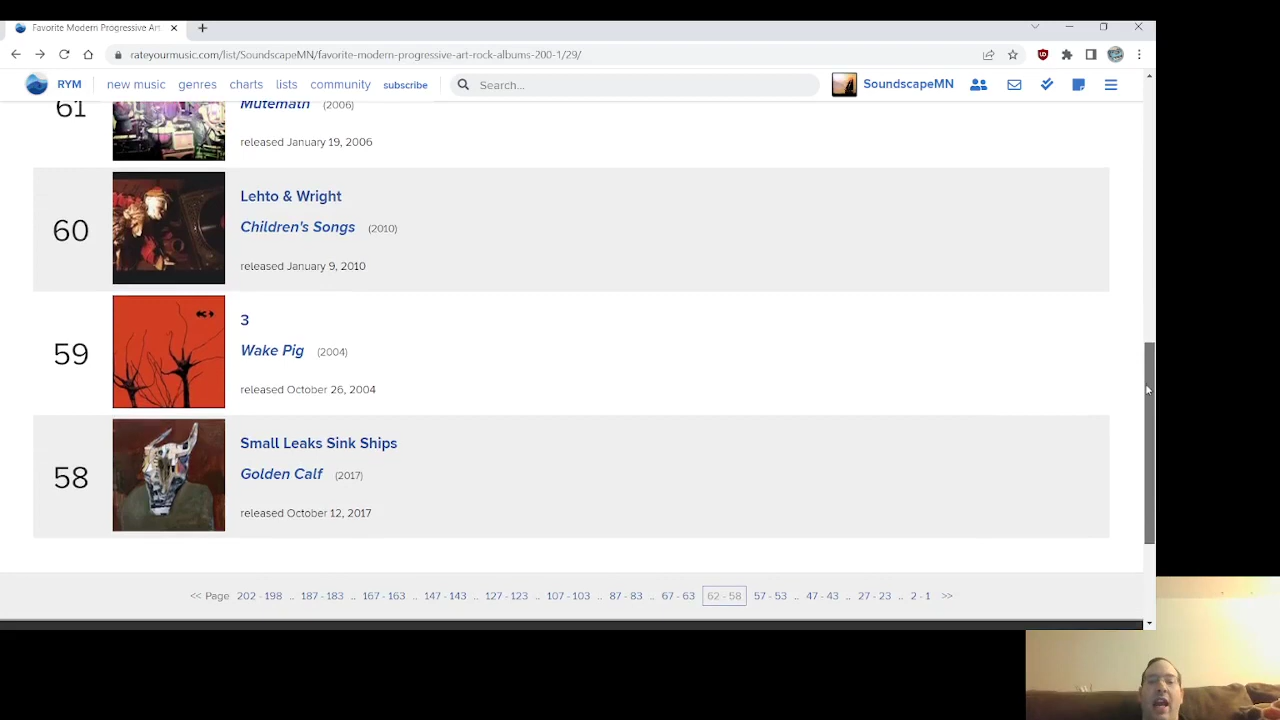 Favorite Modern Progressive Art
rateyourmusic.com/list/SoundscapeMN/favorite-modern-progressive-art-rock-albums-200-1/29/
RYM new music genres charts lists community subscribe Search... SoundscapeMN
61 Mutemath (2006)
released January 19, 2006
60 Lehto & Wright
Children's Songs (2010)
released January 9, 2010
59 3
Wake Pig (2004)
released October 26, 2004
58 Small Leaks Sink Ships
Golden Calf (2017)
released October 12, 2017
<< Page 202 - 198 .. 187 - 183 .. 167 - 163 .. 147 - 143 .. 127 - 123 .. 107 - 103 .. 87 - 83 .. 67 - 63 62 - 58 57 - 53 .. 47 - 43 .. 27 - 23 .. 2 - 1 >>